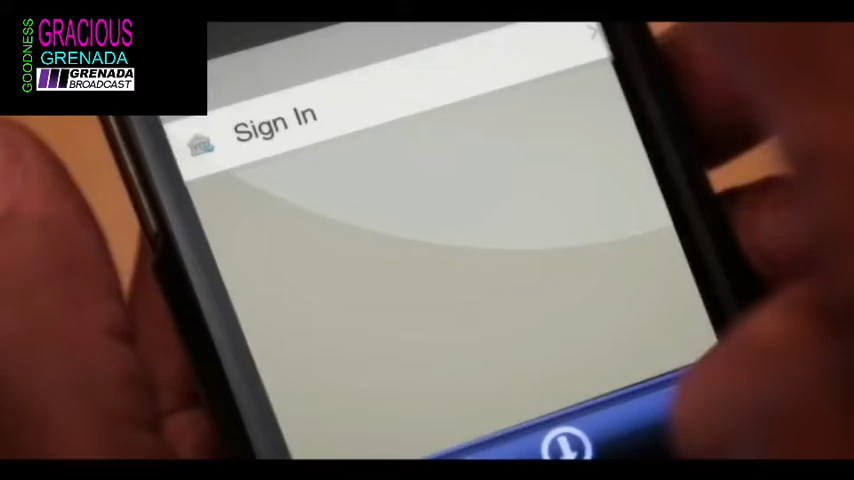 GOODNESS
GRACIOUS
GRENADA
GRENADA
BROADCAST
Sign In